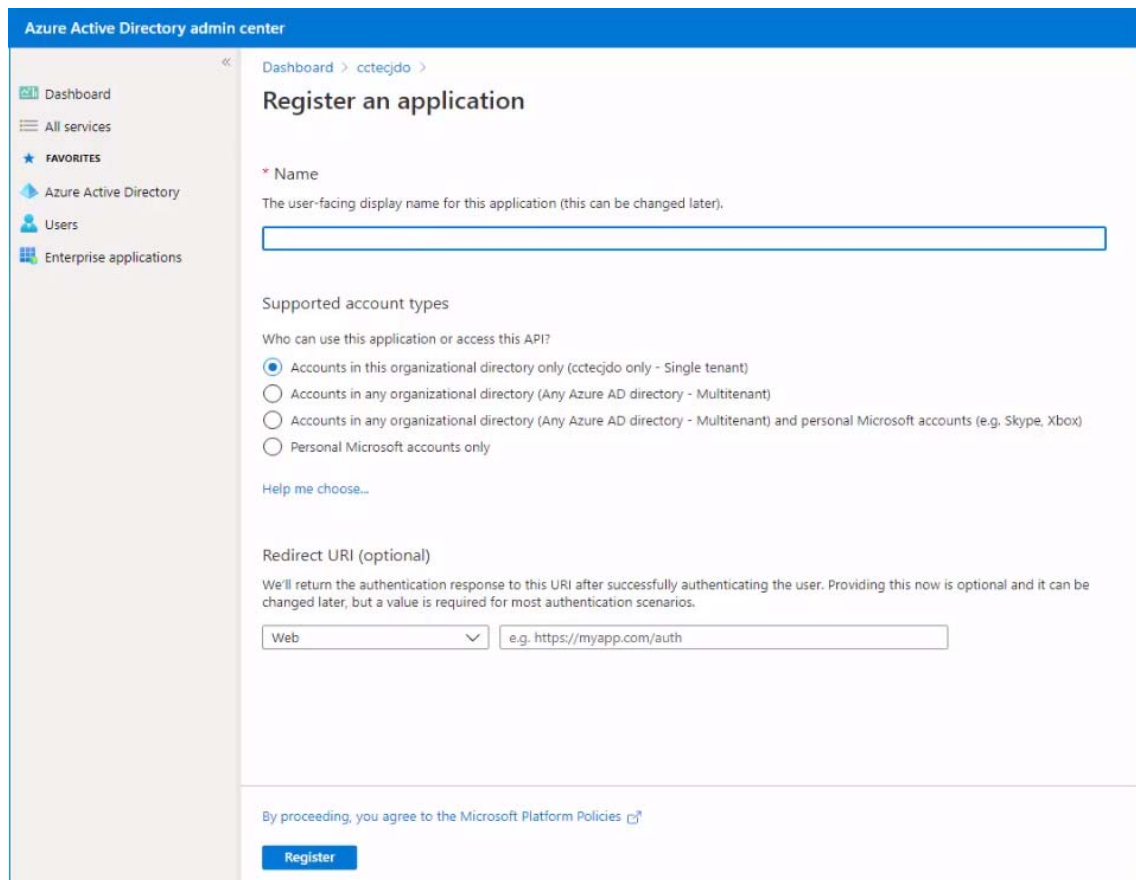 Azure Active Directory admin center
«
Dashboard
All services
FAVORITES
Azure Active Directory
Users
Enterprise applications
Dashboard > cctecjdo >
Register an application
* Name
The user-facing display name for this application (this can be changed later).
Supported account types
Who can use this application or access this API?
Accounts in this organizational directory only (cctecjdo only - Single tenant)
Accounts in any organizational directory (Any Azure AD directory - Multitenant)
Accounts in any organizational directory (Any Azure AD directory - Multitenant) and personal Microsoft accounts (e.g. Skype, Xbox)
Personal Microsoft accounts only
Help me choose...
Redirect URI (optional)
We'll return the authentication response to this URI after successfully authenticating the user. Providing this now is optional and it can be
changed later, but a value is required for most authentication scenarios.
Web
e.g. https://myapp.com/auth
By proceeding, you agree to the Microsoft Platform Policies
Register